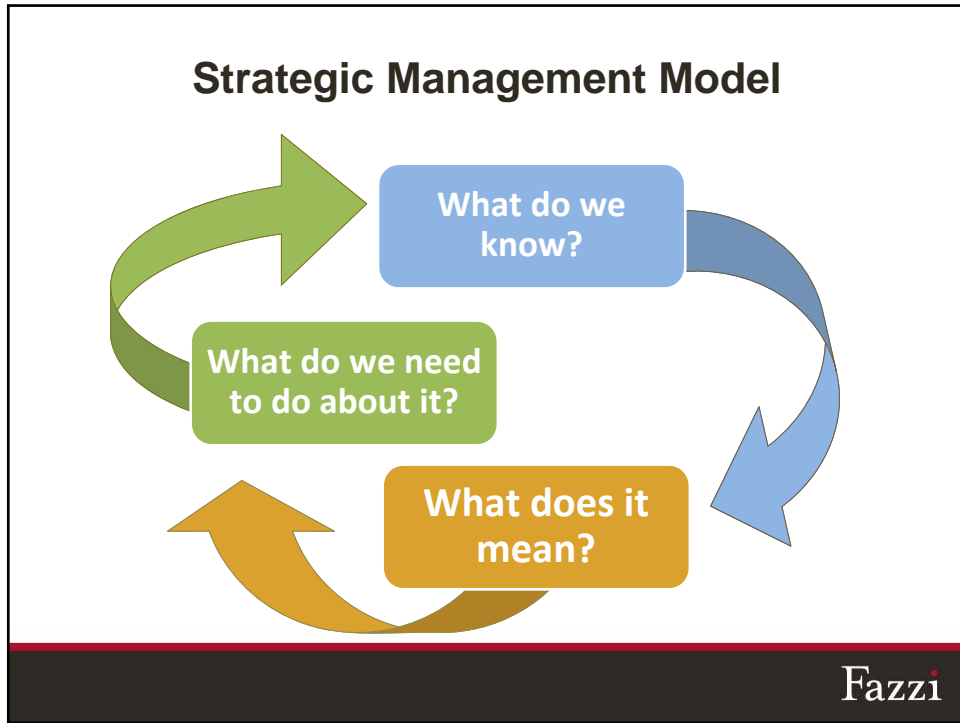 Strategic Management Model
What do we
know?
What do we need
to do about it?
What does it
mean?
Fazzi